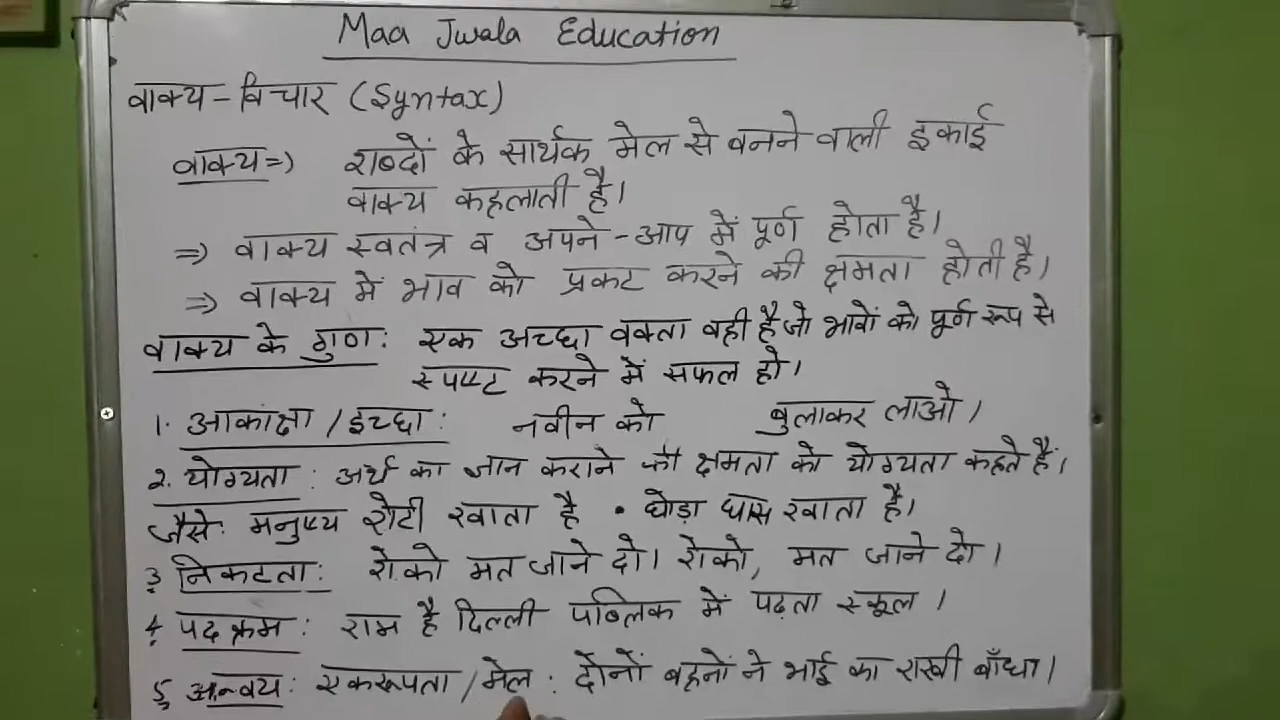 Maa Jwala Education
वाक्य - विचार (Syntax)
वाक्य => शब्दों के सार्थक मेल से बनने वाली इकाई
वाक्य कहलाती है।
=> वाक्य स्वतंत्र व अपने - आप में पूर्ण होता है।
=> वाक्य में भाव को प्रकट करने की क्षमता होती है।
वाक्य के गुण: एक अच्छा वक्ता वही है जो भावों को पूर्ण रूप से
स्पष्ट करने में सफल हो।
1. आकांक्षा / इच्छा: नवीन को बुलाकर लाओ।
2. योग्यता: अर्थ का ज्ञान कराने की क्षमता को योग्यता कहते हैं।
जैसे: मनुष्य रोटी खाता है • घोड़ा घास खाता है।
3. निकटता: रोको मत जाने दो। रोको, मत जाने दो।
4. पदक्रम: राम है दिल्ली पब्लिक में पढ़ता स्कूल।
5. अन्वय: एकरूपता / मेल: दोनों बहनों ने भाई का राखी बाँधा।